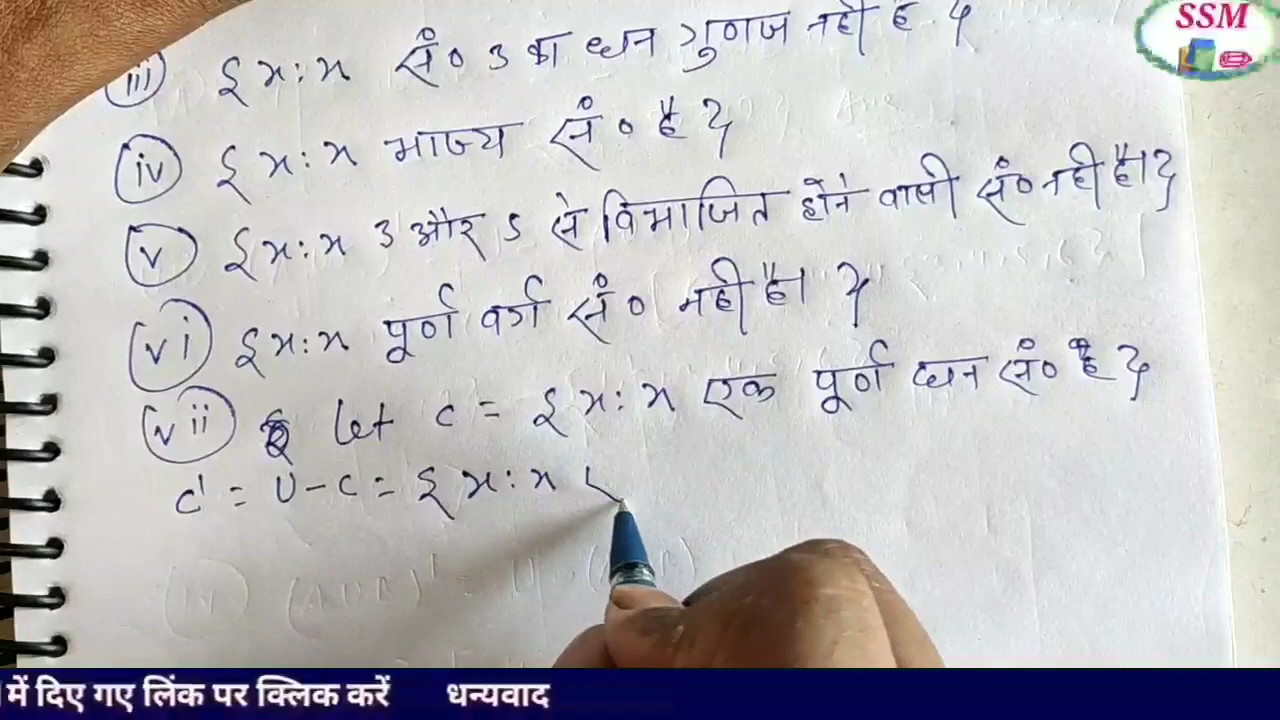 SSM
iii) {x:x सं० 3 का धन गुणज नहीं है }
iv) {x:x भाज्य सं० है }
v) {x:x 3 और 5 से विभाजित होने वाली सं० नही है। }
vi) {x:x पूर्ण वर्ग सं० नही है। }
vii) let c = {x:x एक पूर्ण घन सं० है }
c' = U-c = {x:x
में दिए गए लिंक पर क्लिक करें धन्यवाद